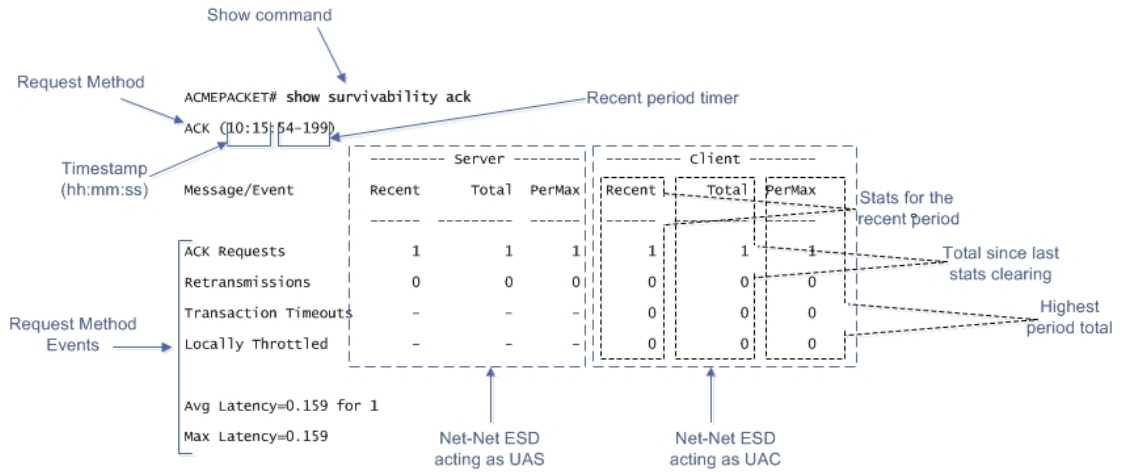 Show command
Request Method
ACMEPACKET# show survivability ack
Recent period timer
ACK (10:15:54-199)
Timestamp
(hh:mm:ss)
-------- Server ------- -------- Client --------
Message/Event Recent Total PerMax Recent Total PerMax
Stats for the
recent period
------ --------- ------ ------ --------- ------
ACK Requests 1 1 1 1 1 1
Total since last
stats clearing
Retransmissions 0 0 0 0 0 0
Transaction Timeouts - - - 0 0 0
Highest
period total
Request Method
Events
Locally Throttled - - - 0 0 0
Avg Latency=0.159 for 1
Max Latency=0.159
Net-Net ESD
acting as UAS
Net-Net ESD
acting as UAC